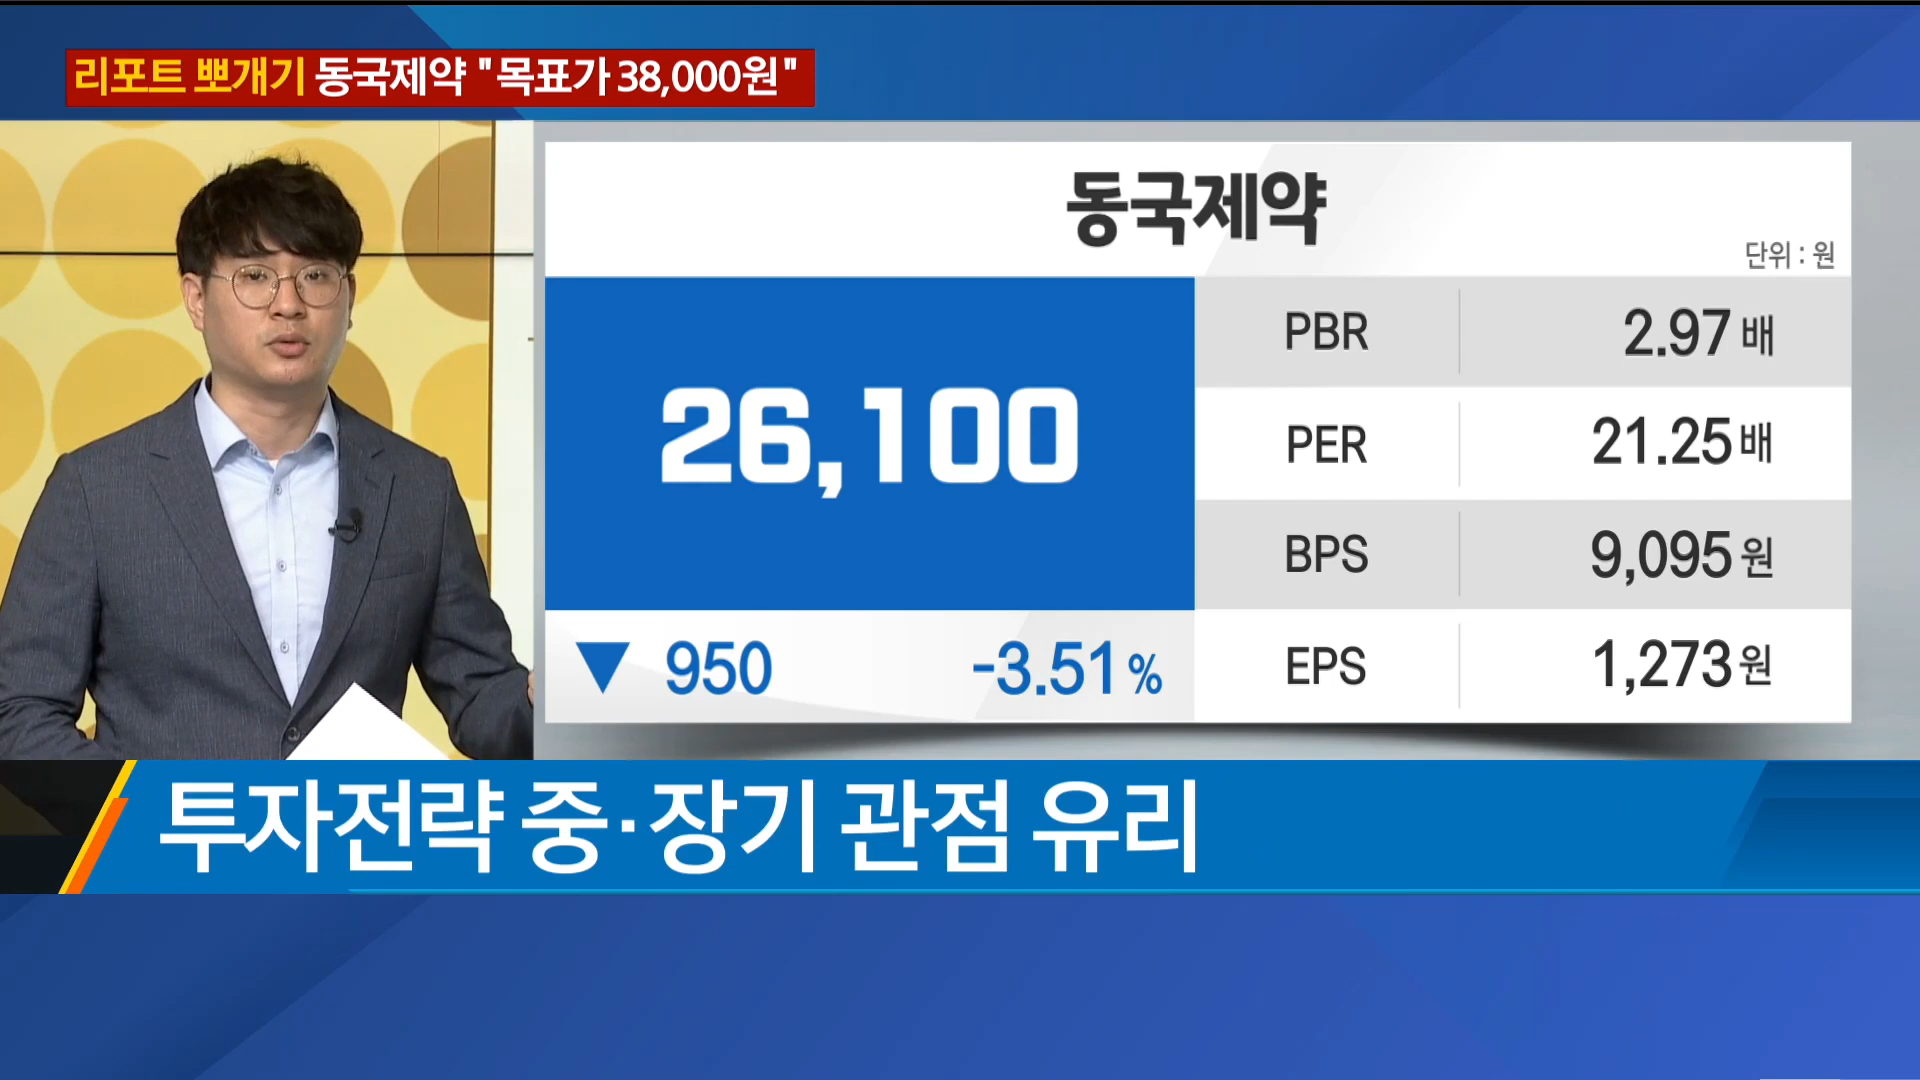 리포트 뽀개기 동국제약 "목표가 38,000원"
동국제약
단위 : 원
26,100
▼ 950 -3.51 %
PBR 2.97 배
PER 21.25 배
BPS 9,095 원
EPS 1,273 원
투자전략 중·장기 관점 유리